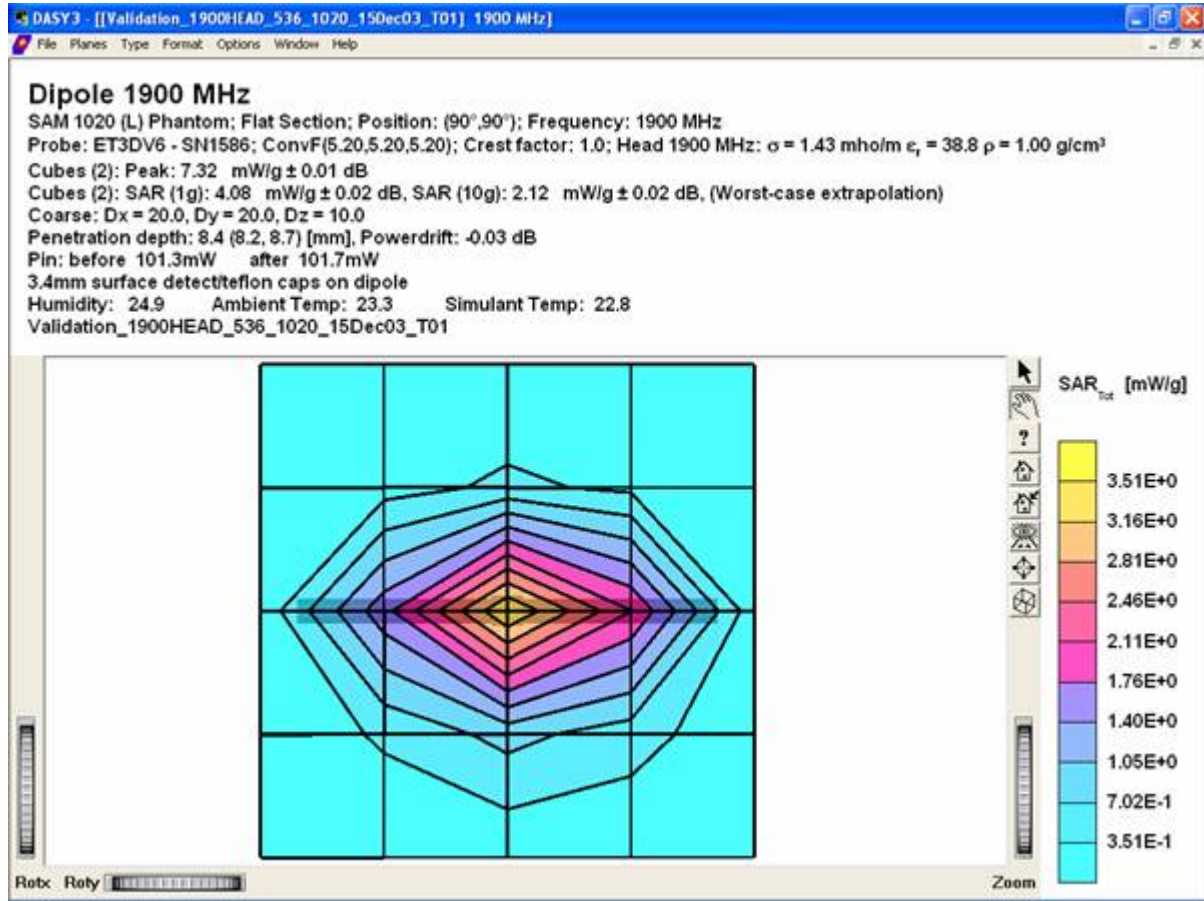 DASY3 - [[Validation_1900HEAD_536_1020_15Dec03_T01] 1900 MHz]
File Planes Type Format Options Window Help
Dipole 1900 MHz
SAM 1020 (L) Phantom; Flat Section; Position: (90°,90°); Frequency: 1900 MHz
Probe: ET3DV6 - SN1586; ConvF(5.20,5.20,5.20); Crest factor: 1.0; Head 1900 MHz: σ = 1.43 mho/m εr = 38.8 ρ = 1.00 g/cm³
Cubes (2): Peak: 7.32 mW/g ± 0.01 dB
Cubes (2): SAR (1g): 4.08 mW/g ± 0.02 dB, SAR (10g): 2.12 mW/g ± 0.02 dB, (Worst-case extrapolation)
Coarse: Dx = 20.0, Dy = 20.0, Dz = 10.0
Penetration depth: 8.4 (8.2, 8.7) [mm], Powerdrift: -0.03 dB
Pin: before 101.3mW after 101.7mW
3.4mm surface detect/teflon caps on dipole
Humidity: 24.9 Ambient Temp: 23.3 Simulant Temp: 22.8
Validation_1900HEAD_536_1020_15Dec03_T01
SARTot [mW/g]
?
3.51E+0
3.16E+0
2.81E+0
2.46E+0
2.11E+0
1.76E+0
1.40E+0
1.05E+0
7.02E-1
3.51E-1
Rotx Roty
Zoom